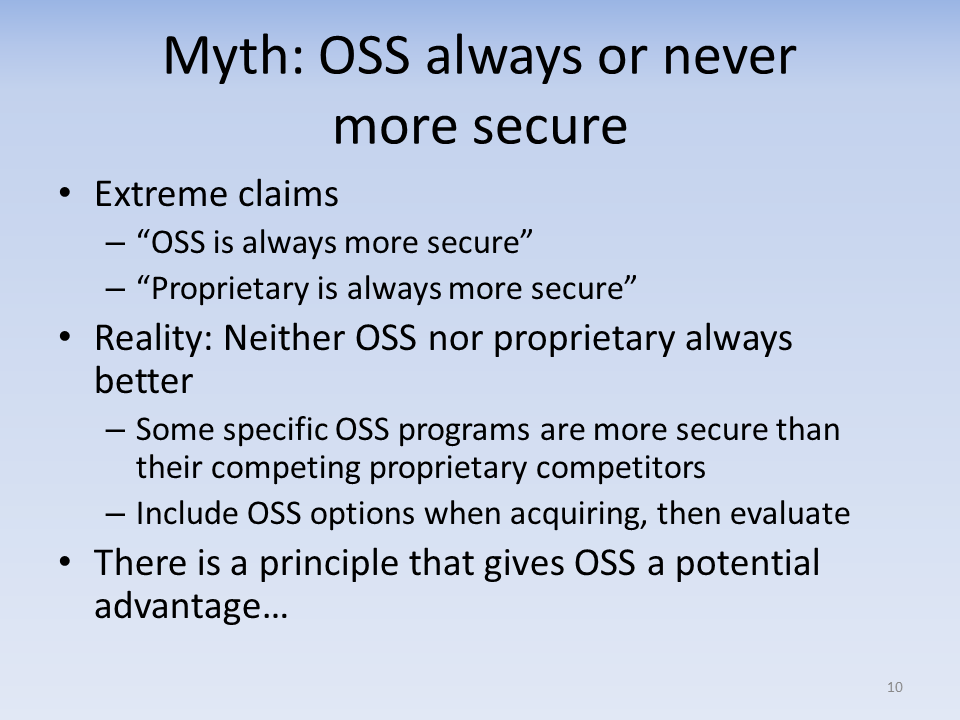 Myth: OSS always or never
more secure
• Extreme claims
– “OSS is always more secure”
– “Proprietary is always more secure”
• Reality: Neither OSS nor proprietary always
better
– Some specific OSS programs are more secure than
their competing proprietary competitors
– Include OSS options when acquiring, then evaluate
• There is a principle that gives OSS a potential
advantage…
10